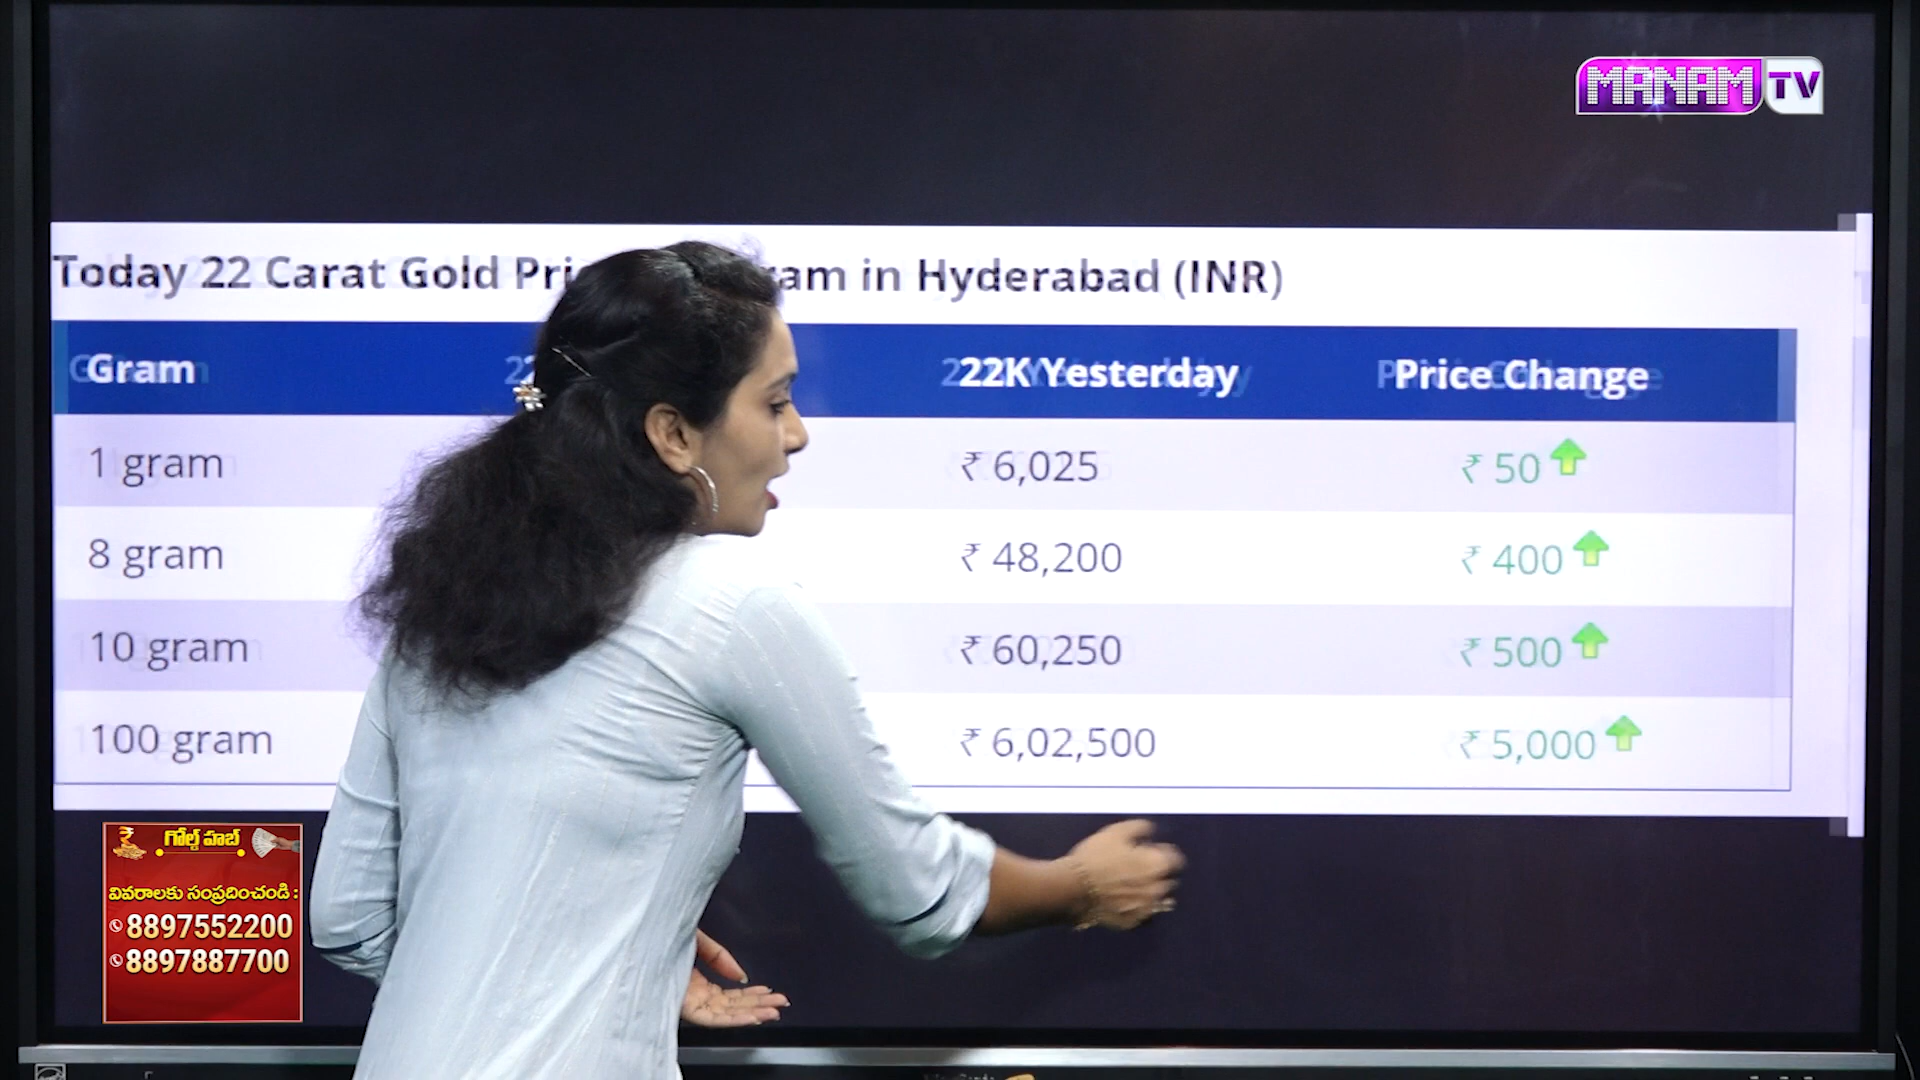 MANAM TV
Today 22 Carat Gold in Hyderabad (INR)
Gram 22K Yesterday Price Change
1 gram ₹ 6,025 ₹ 50
8 gram ₹ 48,200 ₹ 400
10 gram ₹ 60,250 ₹ 500
100 gram ₹ 6,02,500 ₹ 5,000
గోల్డ్ హబ్
వివరాలకు సంప్రదించండి :
8897552200
8897887700